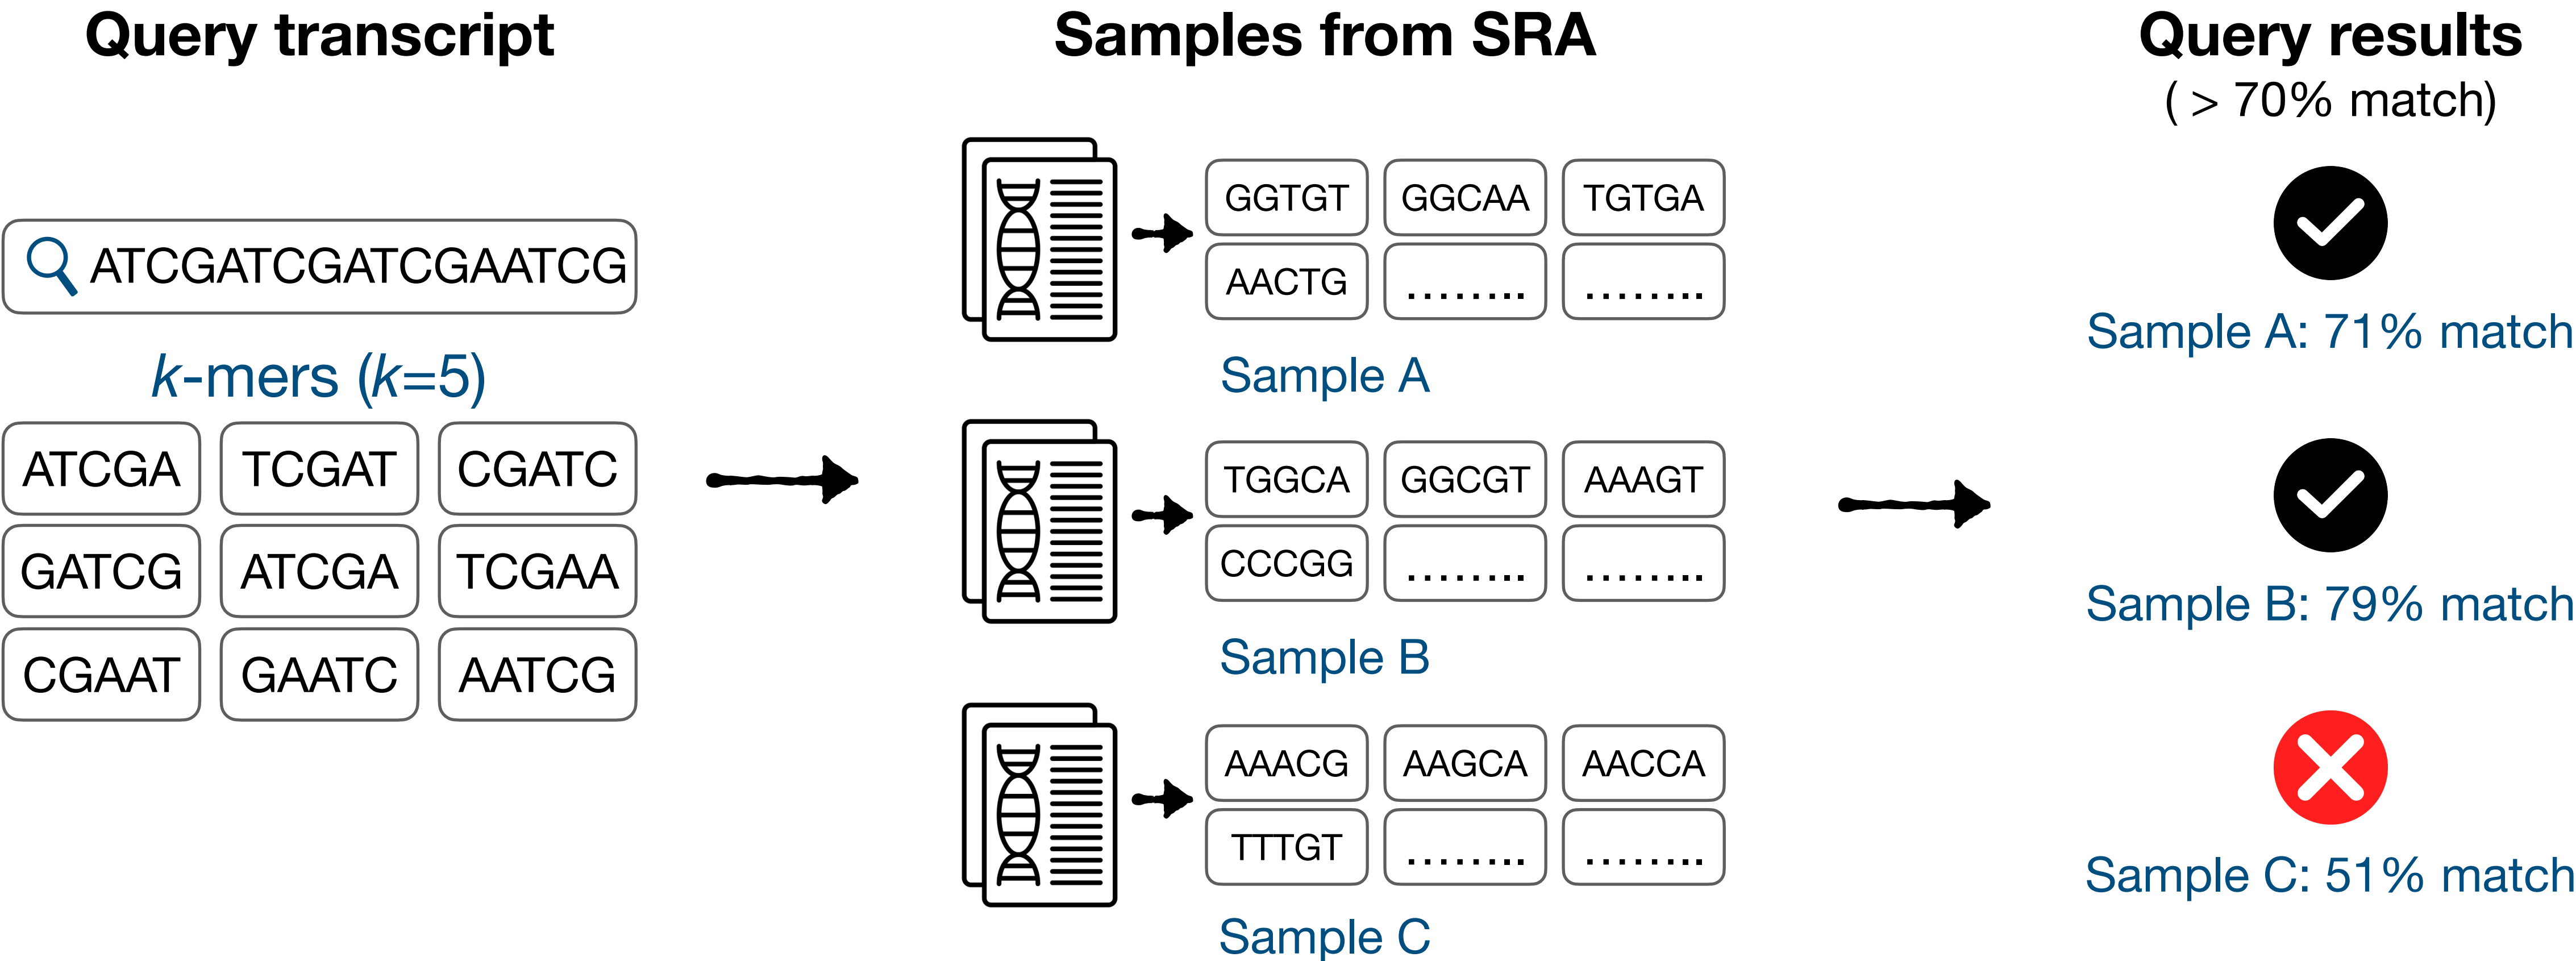 Query transcript
ATCGATCGATCGAATCG
k-mers (k=5)
ATCGA TCGAT CGATC
GATCG ATCGA TCGAA
CGAAT GAATC AATCG
Samples from SRA
GGTGT GGCAA TGTGA
AACTG ........ ........
Sample A
TGGCA GGCGT AAAGT
CCCGG ........ ........
Sample B
AAACG AAGCA AACCA
TTTGT ........ ........
Sample C
Query results
( > 70% match)
Sample A: 71% match
Sample B: 79% match
Sample C: 51% match